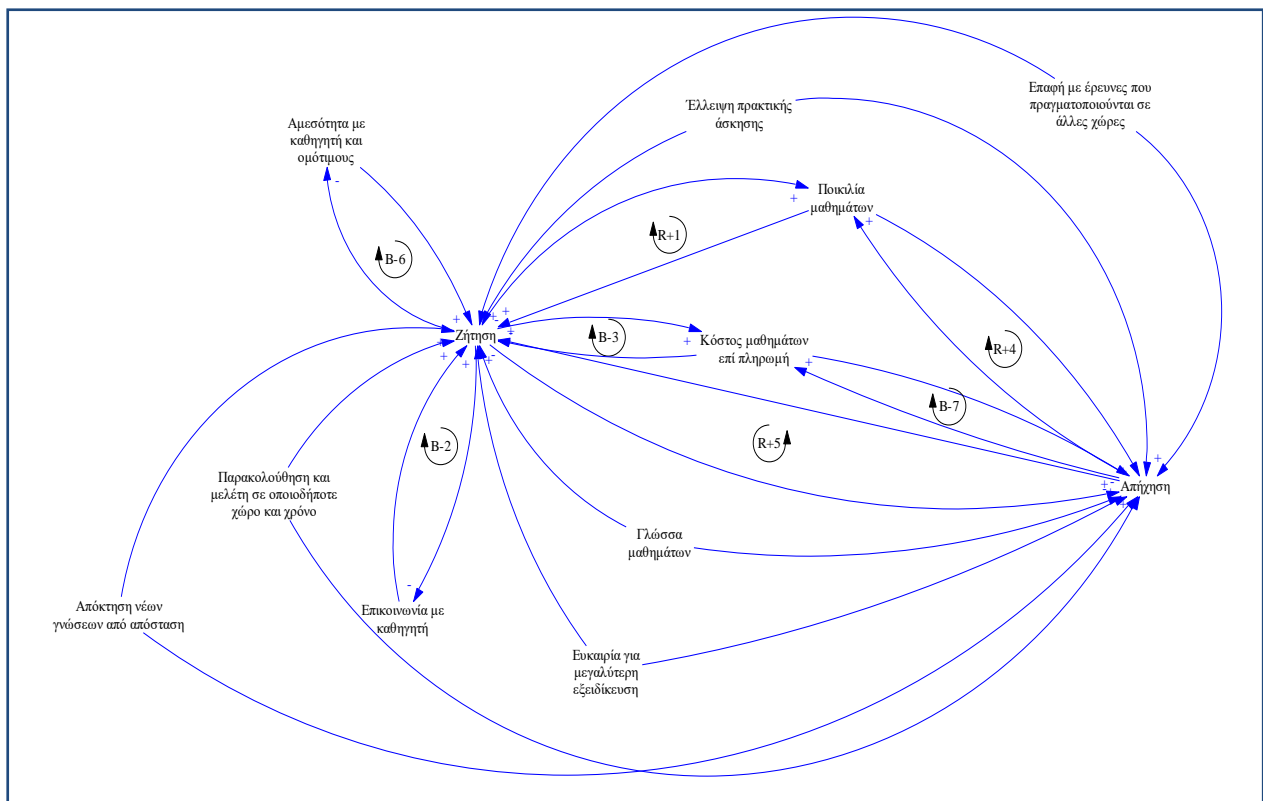 Επαφή με έρευνες που
πραγματοποιούνται σε
άλλες χώρες
Έλλειψη πρακτικής
άσκησης
Αμεσότητα με
καθηγητή και
ομότιμους
-
Ποικιλία
μαθημάτων
+
+
R+1
B-6
+
+
+
-
-
Ζήτηση
B-3
+
Κόστος μαθημάτων
επί πληρωμή
+
R+4
+
+
+
-
B-7
B-2
R+5
+
Παρακολούθηση και
μελέτη σε οποιοδήποτε
χώρο και χρόνο
Απήχηση
+
-
-
+
Γλώσσα
μαθημάτων
-
Απόκτηση νέων
γνώσεων από απόσταση
Επικοινωνία με
καθηγητή
Ευκαιρία για
μεγαλύτερη
εξειδίκευση